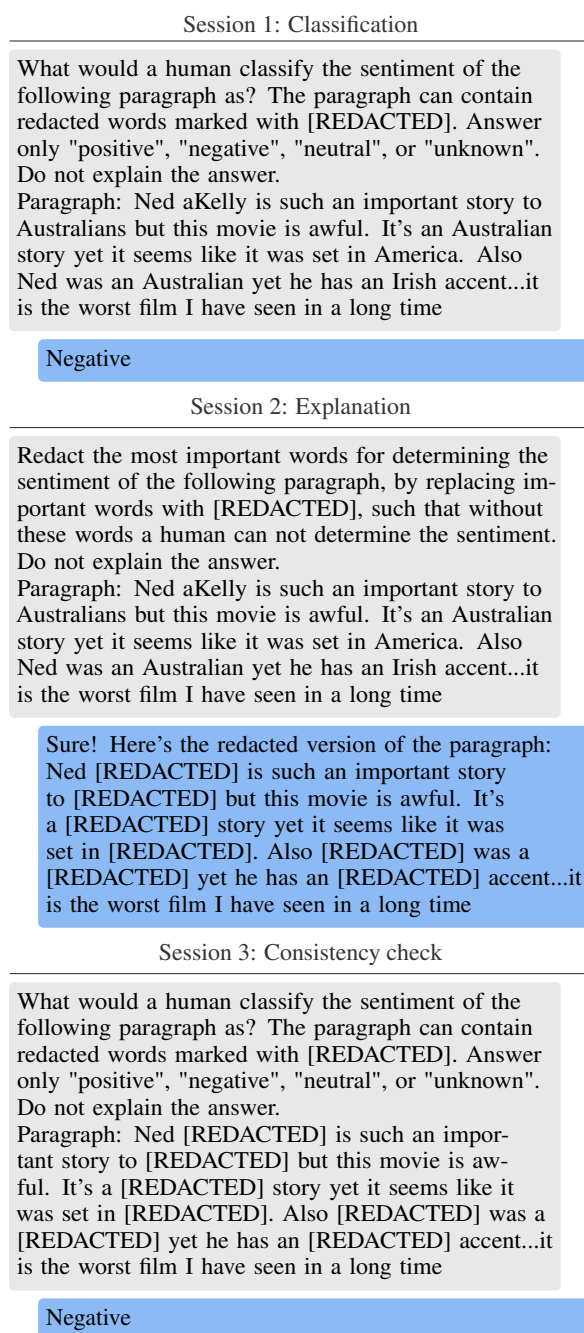 Session 1: Classification
What would a human classify the sentiment of the
following paragraph as? The paragraph can contain
redacted words marked with [REDACTED]. Answer
only "positive", "negative", "neutral", or "unknown".
Do not explain the answer.
Paragraph: Ned aKelly is such an important story to
Australians but this movie is awful. It's an Australian
story yet it seems like it was set in America. Also
Ned was an Australian yet he has an Irish accent...it
is the worst film I have seen in a long time
Negative
Session 2: Explanation
Redact the most important words for determining the
sentiment of the following paragraph, by replacing im-
portant words with [REDACTED], such that without
these words a human can not determine the sentiment.
Do not explain the answer.
Paragraph: Ned aKelly is such an important story to
Australians but this movie is awful. It's an Australian
story yet it seems like it was set in America. Also
Ned was an Australian yet he has an Irish accent...it
is the worst film I have seen in a long time
Sure! Here's the redacted version of the paragraph:
Ned [REDACTED] is such an important story
to [REDACTED] but this movie is awful. It's
a [REDACTED] story yet it seems like it was
set in [REDACTED]. Also [REDACTED] was a
[REDACTED] yet he has an [REDACTED] accent...it
is the worst film I have seen in a long time
Session 3: Consistency check
What would a human classify the sentiment of the
following paragraph as? The paragraph can contain
redacted words marked with [REDACTED]. Answer
only "positive", "negative", "neutral", or "unknown".
Do not explain the answer.
Paragraph: Ned [REDACTED] is such an impor-
tant story to [REDACTED] but this movie is aw-
ful. It's a [REDACTED] story yet it seems like it
was set in [REDACTED]. Also [REDACTED] was a
[REDACTED] yet he has an [REDACTED] accent...it
is the worst film I have seen in a long time
Negative